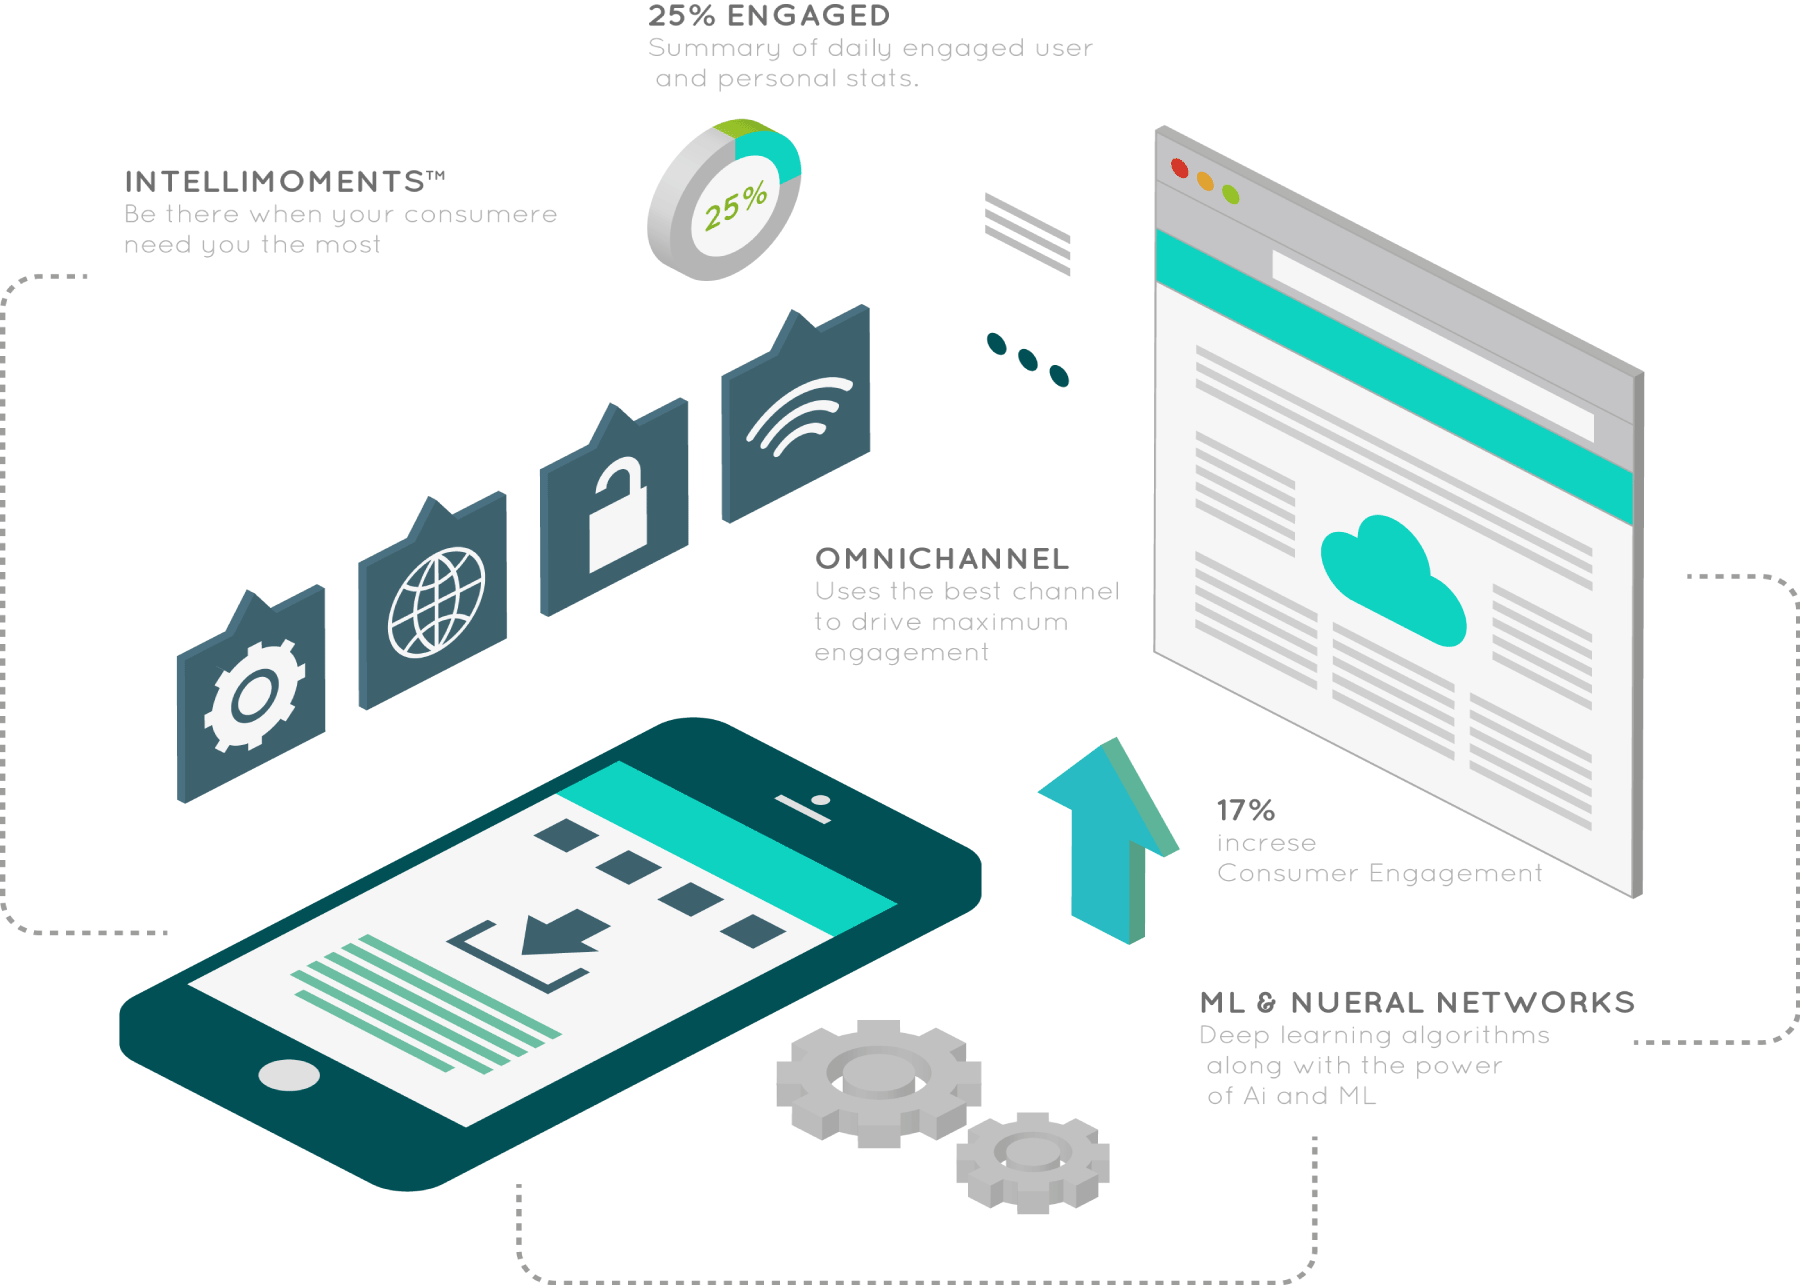 25% ENGAGED
Summary of daily engaged user
and personal stats.
INTELLIMOMENTS™
Be there when your consumere
need you the most
25%
OMNICHANNEL
Uses the best channel
to drive maximum
engagement
17%
increse
Consumer Engagement
ML & NUERAL NETWORKS
Deep learning algorithms
along with the power
of Ai and ML